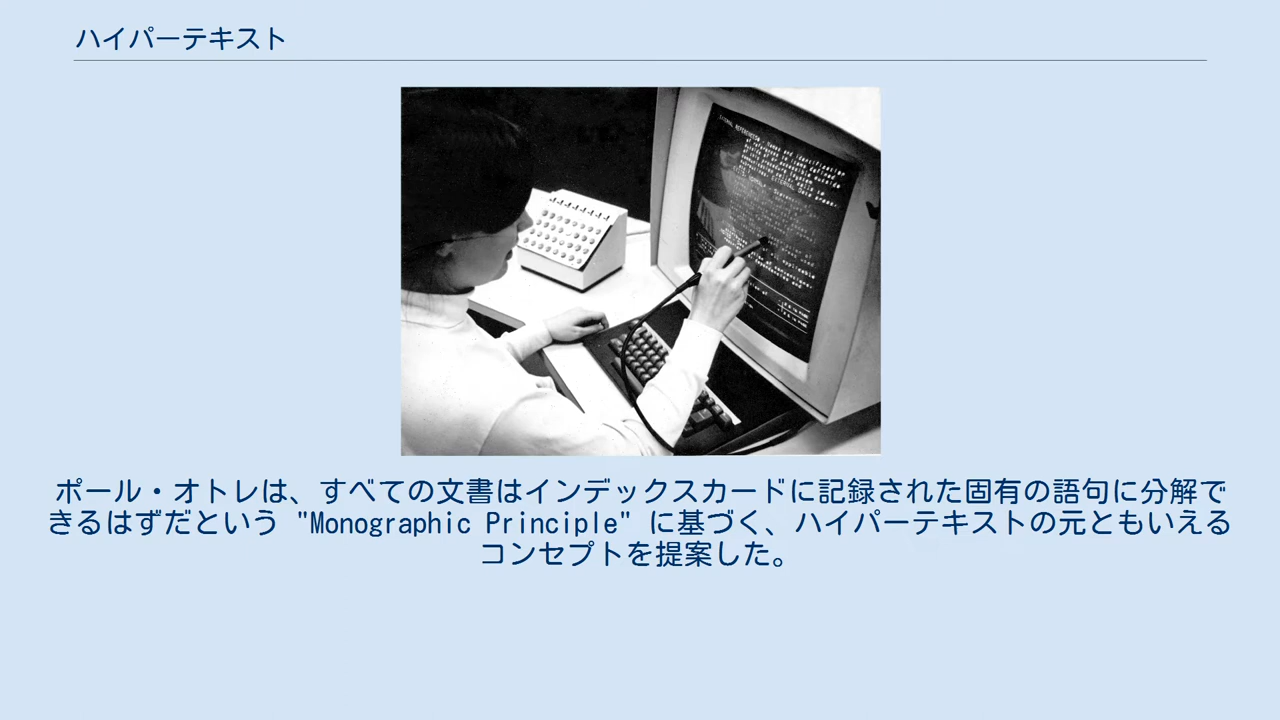 ハイパーテキスト
ポール・オトレは、すべての文書はインデックスカードに記録された固有の語句に分解で
きるはずだという "Monographic Principle" に基づく、ハイパーテキストの元ともいえる
コンセプトを提案した。